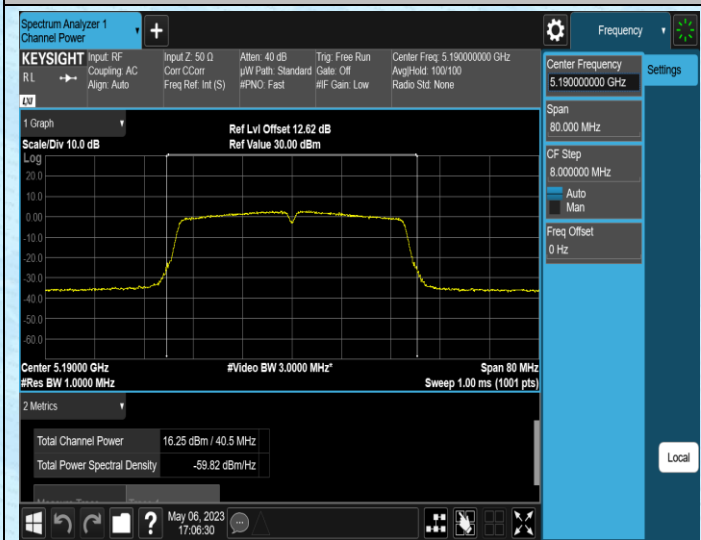 Spectrum Analyzer 1
Channel Power
Frequency
KEYSIGHT
RL
LXI
Input: RF
Coupling: AC
Align: Auto
Input Z: 50 Ω
Corr CCorr
Freq Ref: Int (S)
Atten: 40 dB
µW Path: Standard
#PNO: Fast
Trig: Free Run
Gate: Off
#IF Gain: Low
Center Freq: 5.190000000 GHz
Avg|Hold: 100/100
Radio Std: None
Center Frequency
5.190000000 GHz
Settings
Span
80.000 MHz
CF Step
8.000000 MHz
Auto
Man
Freq Offset
0 Hz
1 Graph
Scale/Div 10.0 dB
Ref Lvl Offset 12.62 dB
Ref Value 30.00 dBm
Log
20.0
10.0
0.00
-10.0
-20.0
-30.0
-40.0
-50.0
-60.0
Center 5.19000 GHz
#Video BW 3.0000 MHz*
Span 80 MHz
#Res BW 1.0000 MHz
Sweep 1.00 ms (1001 pts)
2 Metrics
Total Channel Power 16.25 dBm / 40.5 MHz
Total Power Spectral Density -59.82 dBm/Hz
Local
?
May 06, 2023
17:06:30